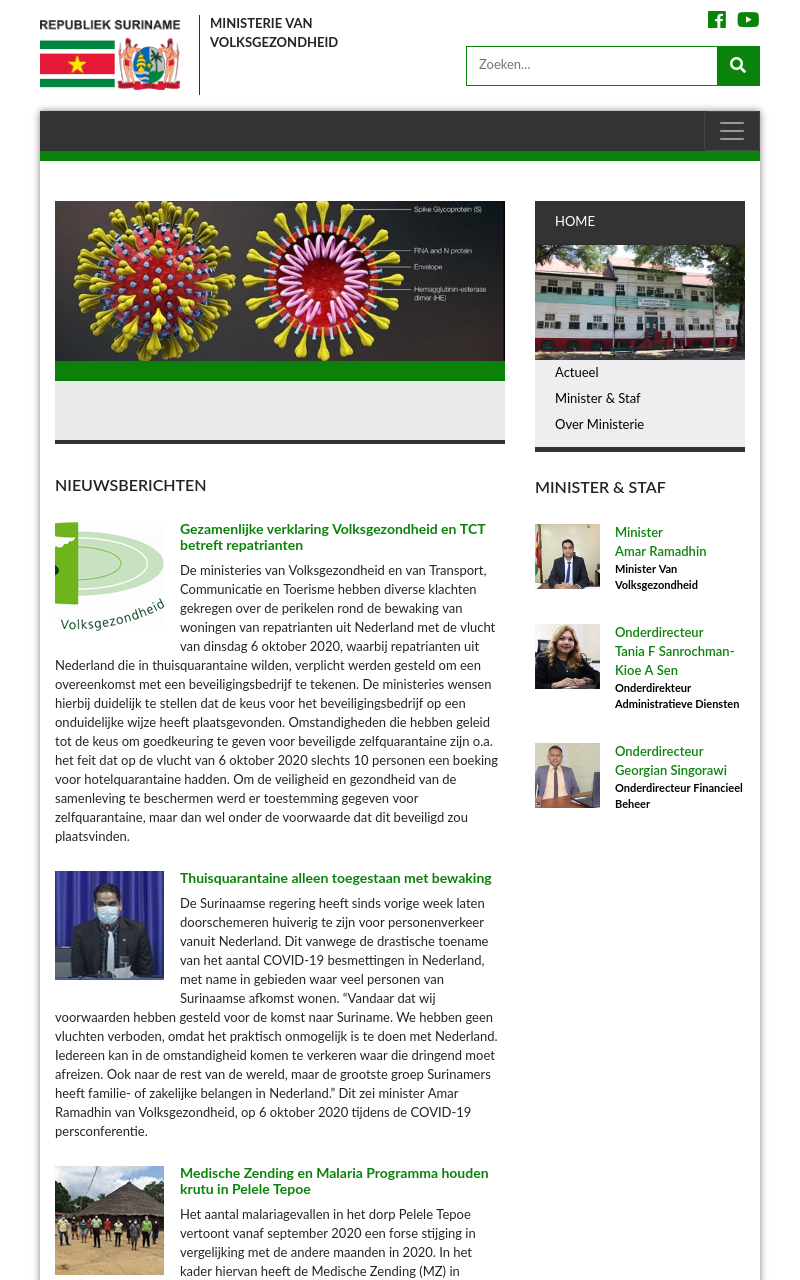 REPUBLIEK SURINAME
MINISTERIE VAN
VOLKSGEZONDHEID
Zoeken...
Spike Glycoprotein (S)
RNA and N protein
Envelope
Hemagglutinin-esterase
dimer (HE)
HOME
Actueel
Minister & Staf
Over Ministerie
NIEUWSBERICHTEN
Volksgezondheid
Gezamenlijke verklaring Volksgezondheid en TCT
betreft repatrianten
De ministeries van Volksgezondheid en van Transport,
Communicatie en Toerisme hebben diverse klachten
gekregen over de perikelen rond de bewaking van
woningen van repatrianten uit Nederland met de vlucht
van dinsdag 6 oktober 2020, waarbij repatrianten uit
Nederland die in thuisquarantaine wilden, verplicht werden gesteld om een
overeenkomst met een beveiligingsbedrijf te tekenen. De ministeries wensen
hierbij duidelijk te stellen dat de keus voor het beveiligingsbedrijf op een
onduidelijke wijze heeft plaatsgevonden. Omstandigheden die hebben geleid
tot de keus om goedkeuring te geven voor beveiligde zelfquarantaine zijn o.a.
het feit dat op de vlucht van 6 oktober 2020 slechts 10 personen een boeking
voor hotelquarantaine hadden. Om de veiligheid en gezondheid van de
samenleving te beschermen werd er toestemming gegeven voor
zelfquarantaine, maar dan wel onder de voorwaarde dat dit beveiligd zou
plaatsvinden.
Thuisquarantaine alleen toegestaan met bewaking
De Surinaamse regering heeft sinds vorige week laten
doorschemeren huiverig te zijn voor personenverkeer
vanuit Nederland. Dit vanwege de drastische toename
van het aantal COVID-19 besmettingen in Nederland,
met name in gebieden waar veel personen van
Surinaamse afkomst wonen. “Vandaar dat wij
voorwaarden hebben gesteld voor de komst naar Suriname. We hebben geen
vluchten verboden, omdat het praktisch onmogelijk is te doen met Nederland.
Iedereen kan in de omstandigheid komen te verkeren waar die dringend moet
afreizen. Ook naar de rest van de wereld, maar de grootste groep Surinamers
heeft familie- of zakelijke belangen in Nederland.” Dit zei minister Amar
Ramadhin van Volksgezondheid, op 6 oktober 2020 tijdens de COVID-19
persconferentie.
Medische Zending en Malaria Programma houden
krutu in Pelele Tepoe
Het aantal malariagevallen in het dorp Pelele Tepoe
vertoont vanaf september 2020 een forse stijging in
vergelijking met de andere maanden in 2020. In het
kader hiervan heeft de Medische Zending (MZ) in
MINISTER & STAF
Minister
Amar Ramadhin
Minister Van
Volksgezondheid
Onderdirecteur
Tania F Sanrochman-
Kioe A Sen
Onderdirekteur
Administratieve Diensten
Onderdirecteur
Georgian Singorawi
Onderdirecteur Financieel
Beheer